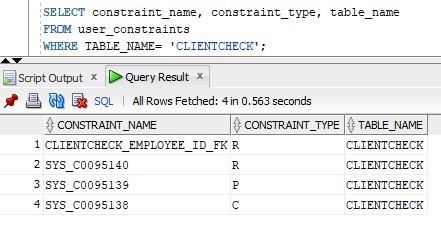 SELECT constraint_name, constraint_type, table_name
FROM user_constraints
WHERE TABLE_NAME= 'CLIENTCHECK';
Script Output x Query Result x
SQL | All Rows Fetched: 4 in 0.563 seconds
CONSTRAINT_NAME CONSTRAINT_TYPE TABLE_NAME
1 CLIENTCHECK_EMPLOYEE_ID_FK R CLIENTCHECK
2 SYS_C0095140 R CLIENTCHECK
3 SYS_C0095139 P CLIENTCHECK
4 SYS_C0095138 C CLIENTCHECK